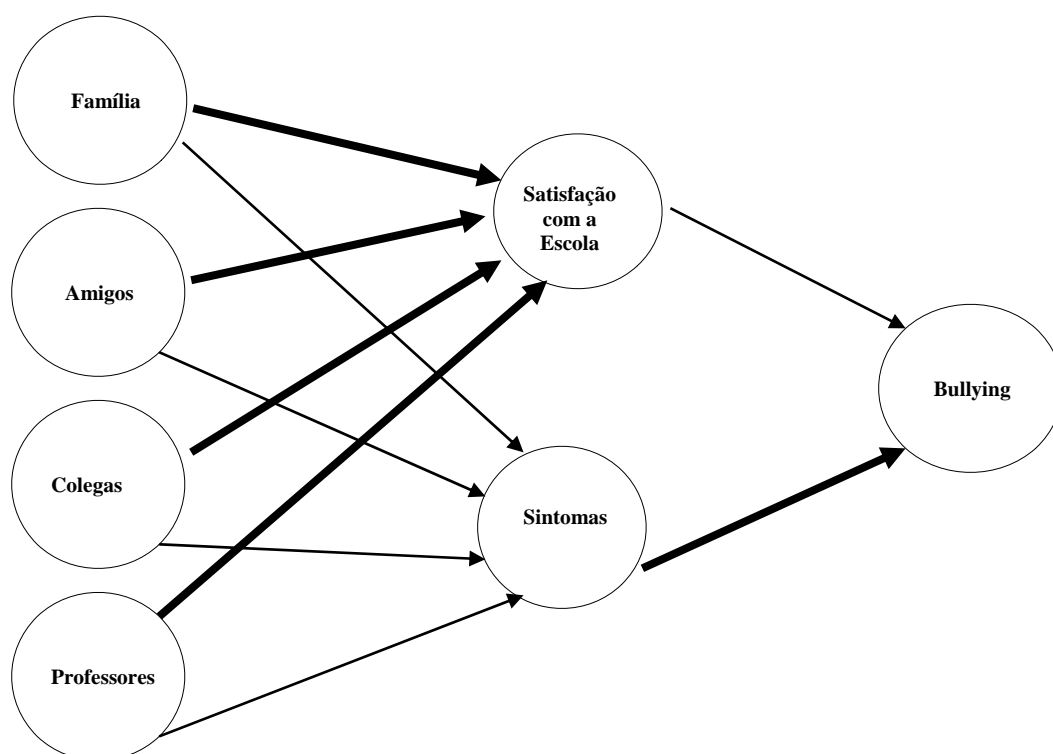 Família
Satisfação
com a
Escola
Amigos
Bullying
Colegas
Sintomas
Professores